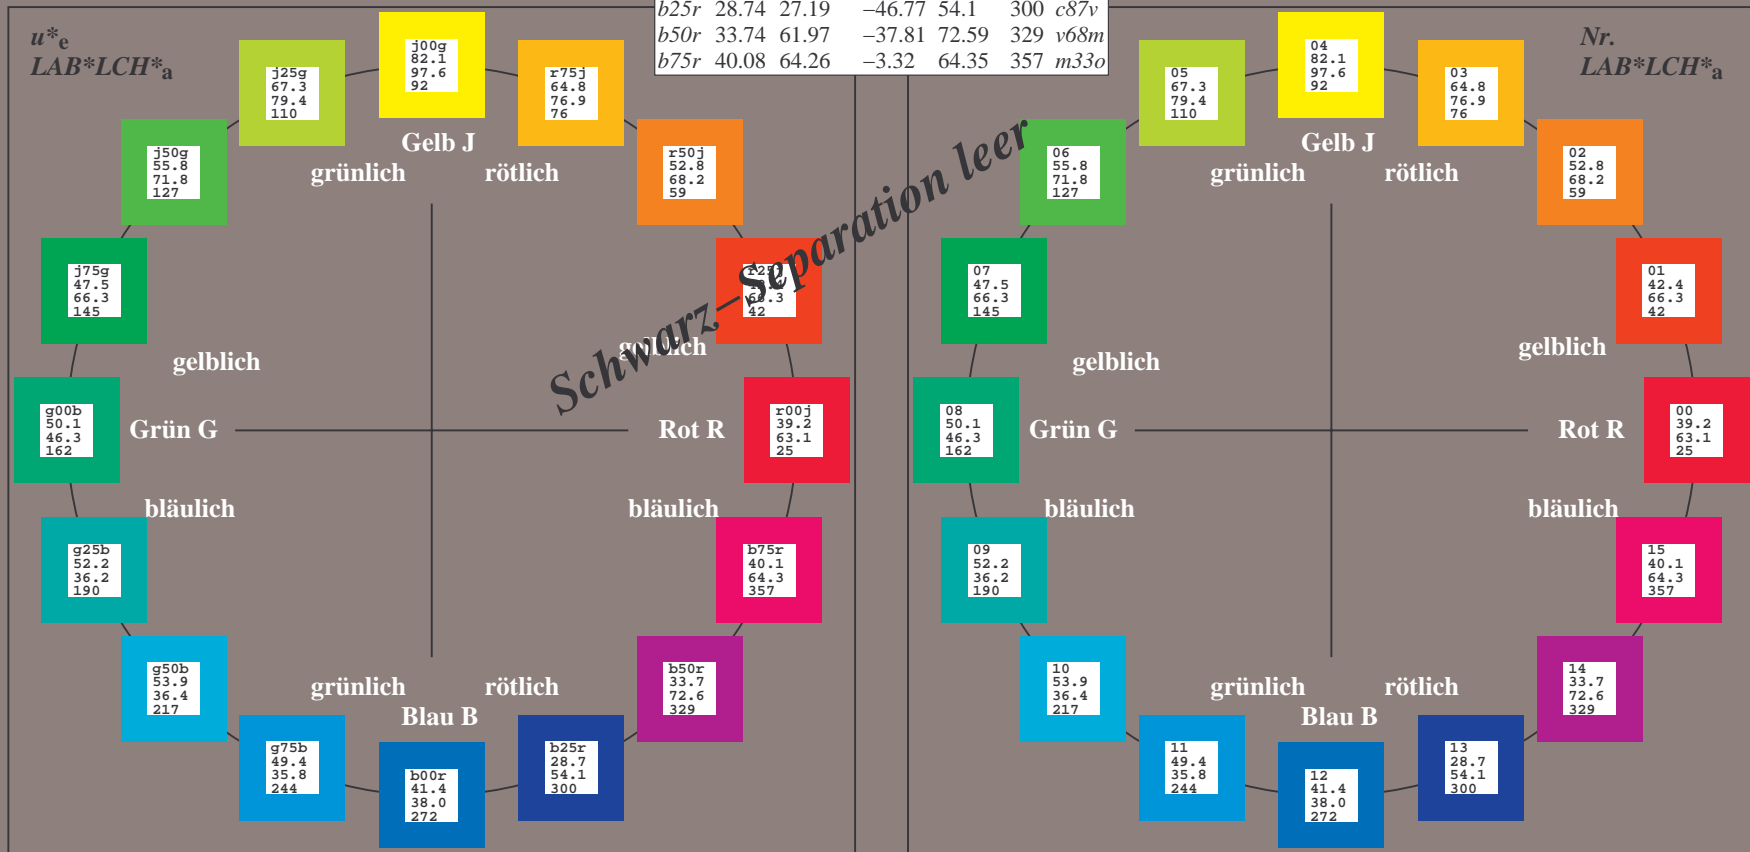 b25r 28.74 27.19 −46.77 54.1 300 c87v
b50r 33.74 61.97 −37.81 72.59 329 v68m
b75r 40.08 64.26 −3.32 64.35 357 m33o
u*e
LAB*LCH*a
j00g
82.1
97.6
92
j25g
67.3
79.4
110
r75j
64.8
76.9
76
j50g
55.8
71.8
127
r50j
52.8
68.2
59
Gelb J
grünlich rötlich
j75g
47.5
66.3
145
r25j
42.4
66.3
42
gelblich gelblich
g00b
50.1
46.3
162
Grün G Rot R
r00j
39.2
63.1
25
bläulich bläulich
g25b
52.2
36.2
190
b75r
40.1
64.3
357
g50b
53.9
36.4
217
b50r
33.7
72.6
329
grünlich rötlich
Blau B
g75b
49.4
35.8
244
b00r
41.4
38.0
272
b25r
28.7
54.1
300
Schwarz–Separation leer
Nr.
LAB*LCH*a
04
82.1
97.6
92
05
67.3
79.4
110
03
64.8
76.9
76
06
55.8
71.8
127
02
52.8
68.2
59
Gelb J
grünlich rötlich
07
47.5
66.3
145
01
42.4
66.3
42
gelblich gelblich
08
50.1
46.3
162
Grün G Rot R
00
39.2
63.1
25
bläulich bläulich
09
52.2
36.2
190
15
40.1
64.3
357
10
53.9
36.4
217
14
33.7
72.6
329
grünlich rötlich
Blau B
11
49.4
35.8
244
12
41.4
38.0
272
13
28.7
54.1
300